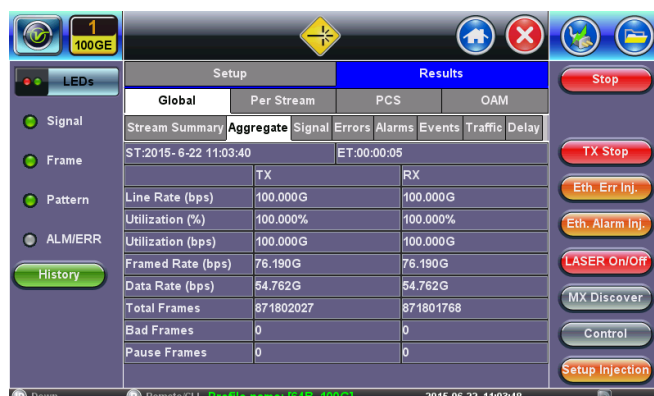 1
100GE
LEDs
Signal
Frame
Pattern
ALM/ERR
History
Setup Results
Global Per Stream PCS OAM
Stream Summary Aggregate Signal Errors Alarms Events Traffic Delay
ST:2015- 6-22 11:03:40 ET:00:00:05
TX RX
Line Rate (bps) 100.000G 100.000G
Utilization (%) 100.000% 100.000%
Utilization (bps) 100.000G 100.000G
Framed Rate (bps) 76.190G 76.190G
Data Rate (bps) 54.762G 54.762G
Total Frames 871802027 871801768
Bad Frames 0 0
Pause Frames 0 0
Stop
TX Stop
Eth. Err Inj.
Eth. Alarm Inj.
LASER On/Off
MX Discover
Control
Setup Injection